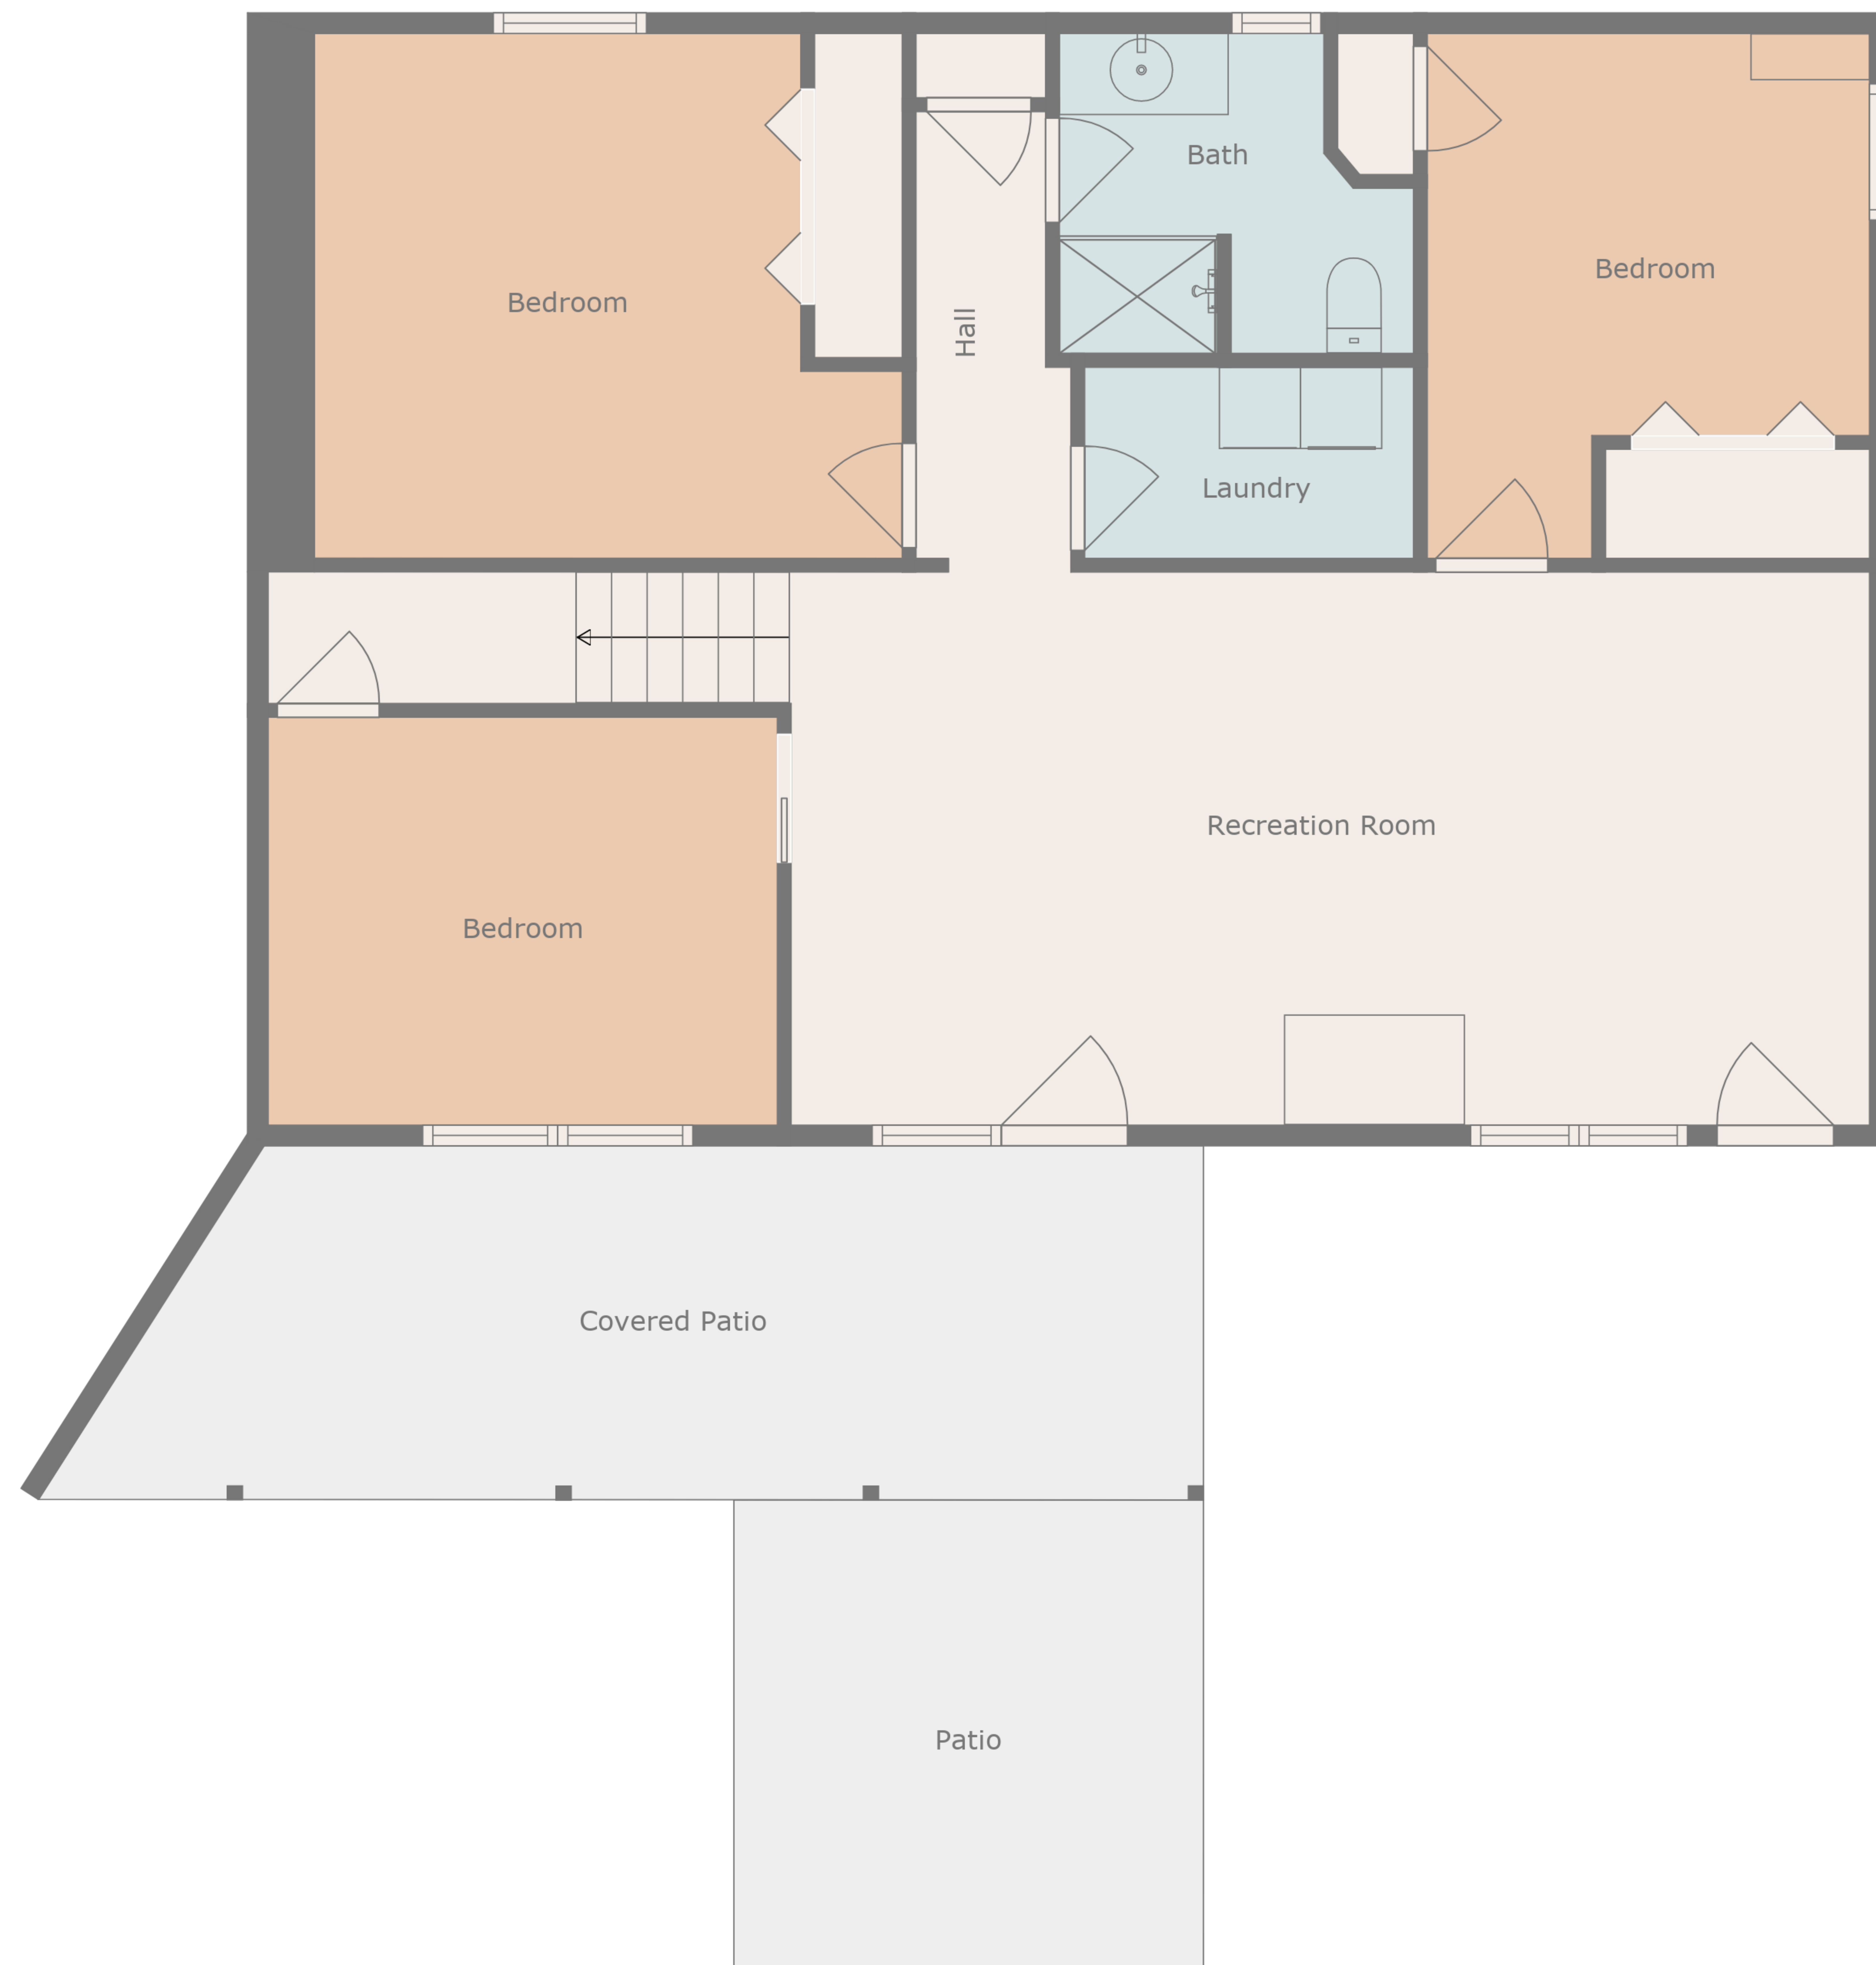 Bath
Bedroom
Bedroom
Hall
Laundry
Recreation Room
Bedroom
Covered Patio
Patio